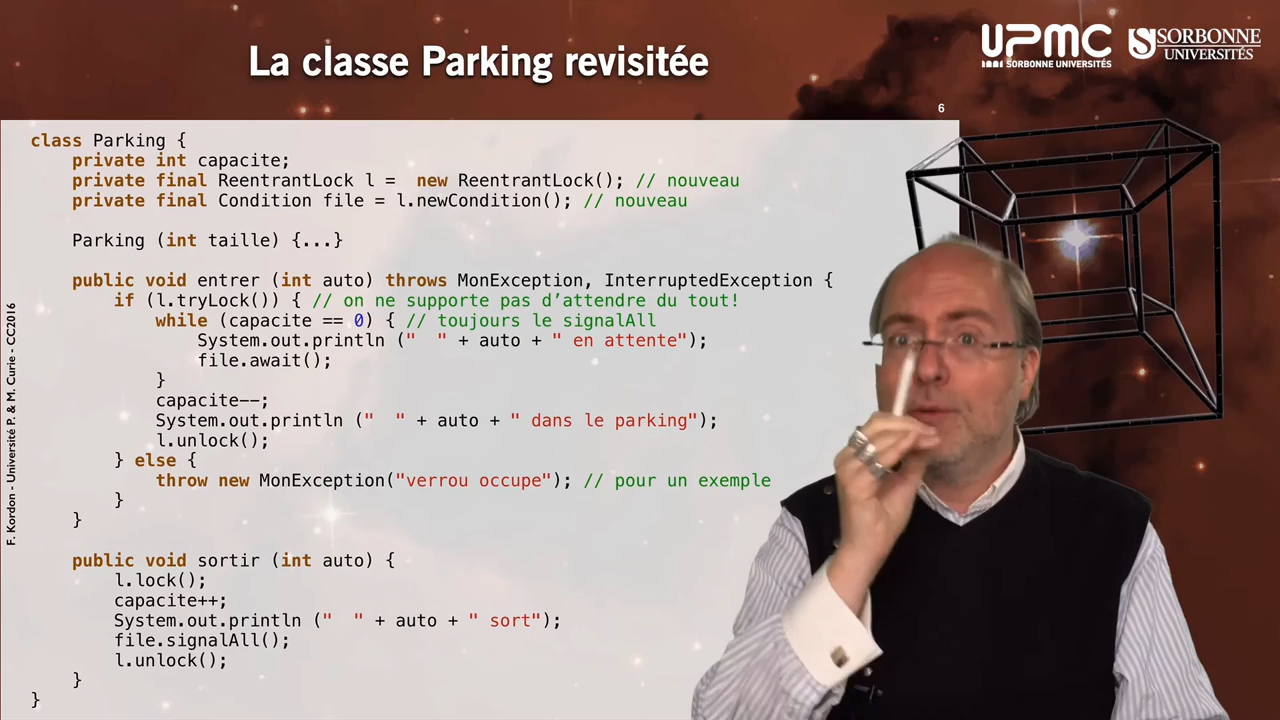 La classe Parking revisitée
UPMC
SORBONNE UNIVERSITÉS
SORBONNE
UNIVERSITÉS
6
class Parking {
    private int capacite;
    private final ReentrantLock l =  new ReentrantLock(); // nouveau
    private final Condition file = l.newCondition(); // nouveau
    Parking (int taille) {...}
    public void entrer (int auto) throws MonException, InterruptedException {
        if (l.tryLock()) { // on ne supporte pas d’attendre du tout!
            while (capacite == 0) { // toujours le signalAll
                System.out.println ("  " + auto + " en attente");
                file.await();
            }
            capacite--;
            System.out.println ("  " + auto + " dans le parking");
            l.unlock();
        } else {
            throw new MonException("verrou occupe"); // pour un exemple
        }
    }
    public void sortir (int auto) {
        l.lock();
        capacite++;
        System.out.println ("  " + auto + " sort");
        file.signalAll();
        l.unlock();
    }
}
F. Kordon - Université P. & M. Curie - CC2016